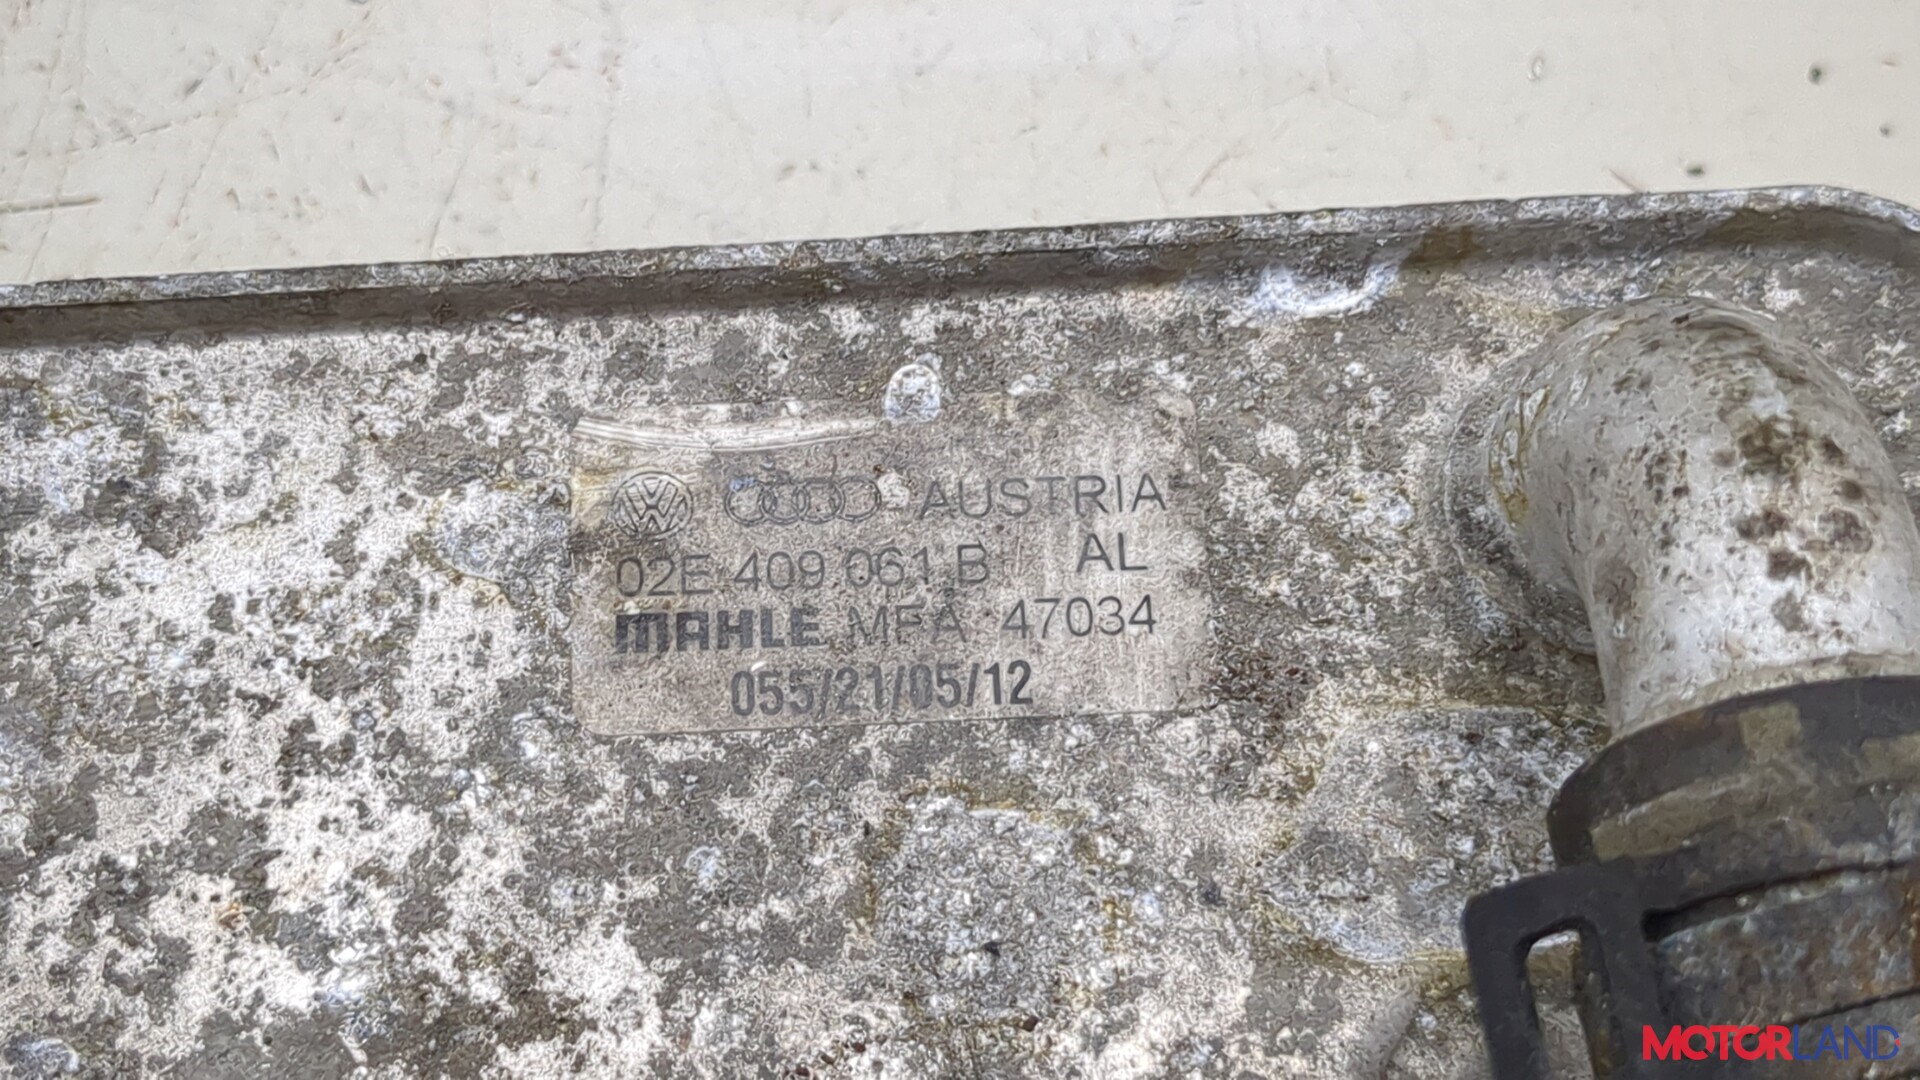 AUSTRIA
02E 409 061 B AL
MAHLE MFA 47034
055/21/05/12
MOTORLAND